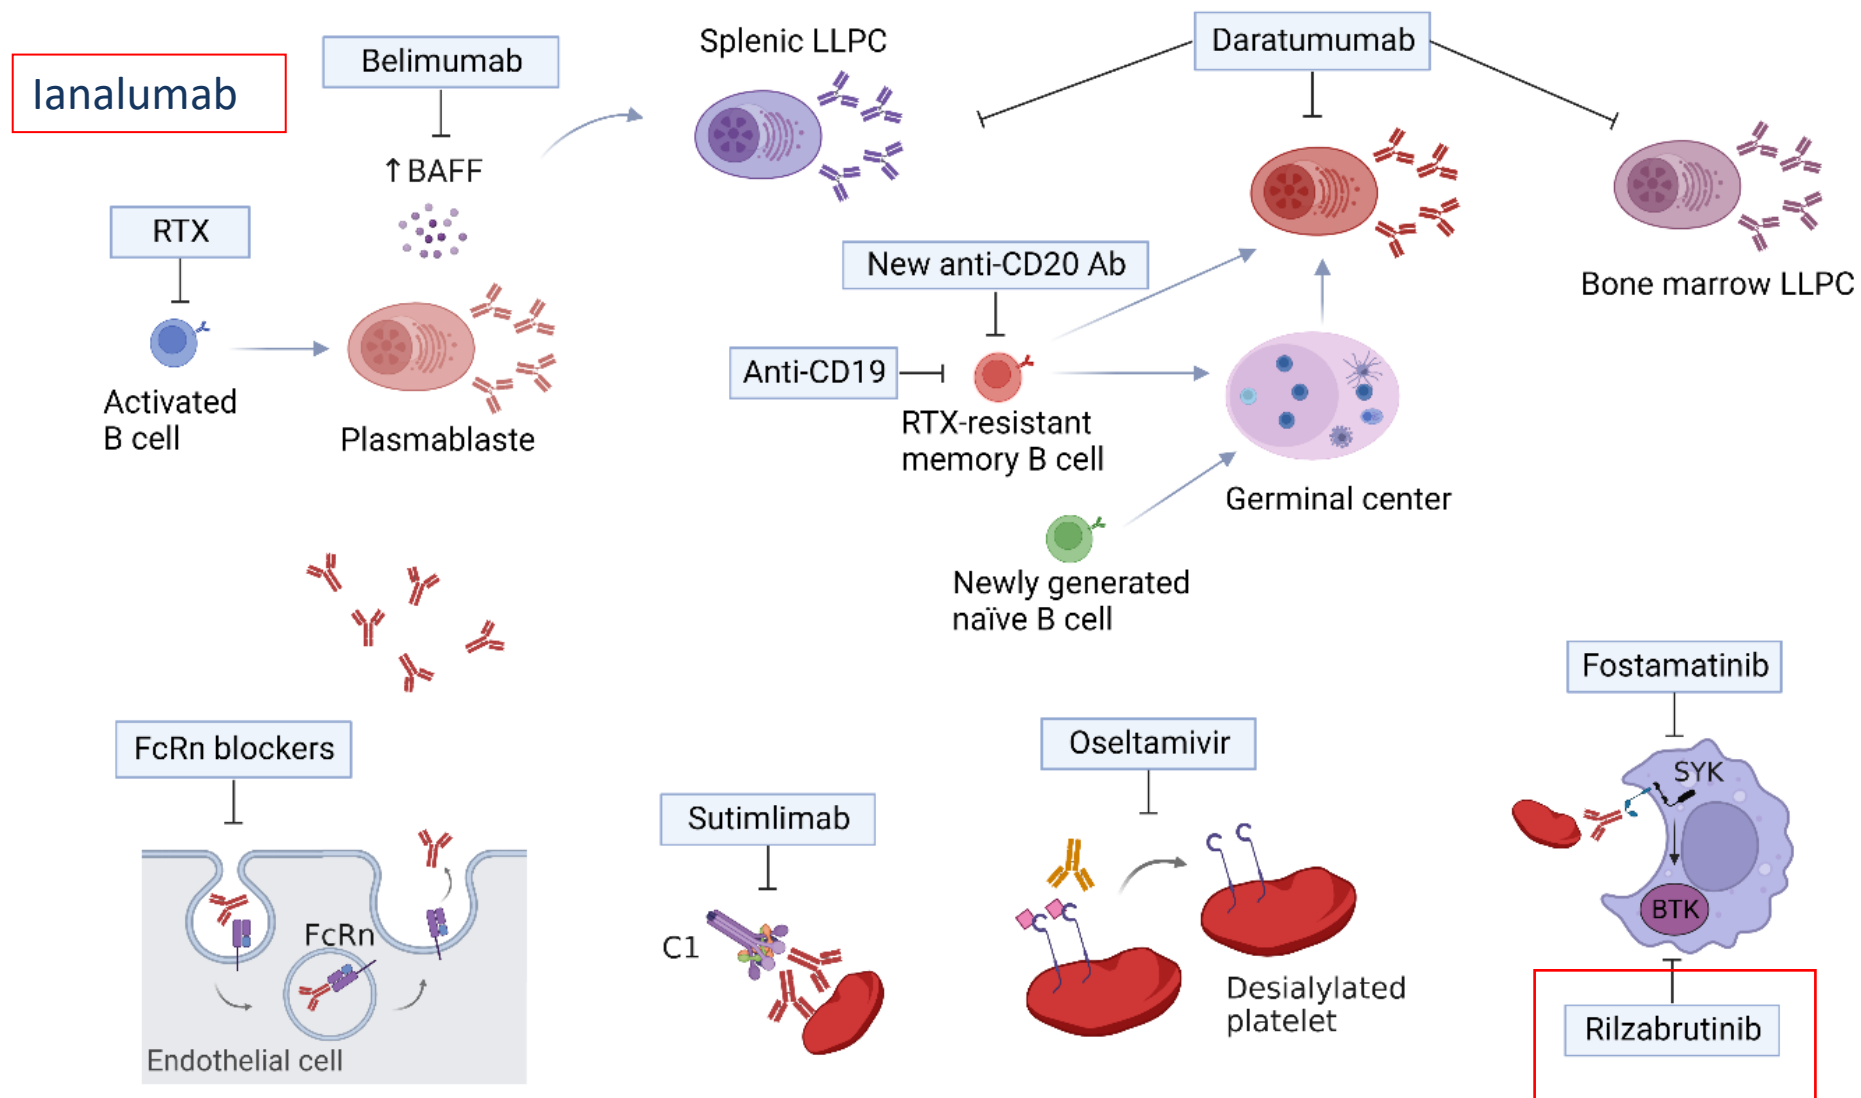 Ianalumab
Belimumab
Splenic LLPC
Daratumumab
↑BAFF
RTX
New anti-CD20 Ab
Bone marrow LLPC
Anti-CD19
Activated
B cell
Plasmablaste
RTX-resistant
memory B cell
Germinal center
Newly generated
naïve B cell
Fostamatinib
FcRn blockers
Oseltamivir
Sutimlimab
SYK
BTK
FcRn
C1
Desialylated
platelet
Rilzabrutinib
Endothelial cell